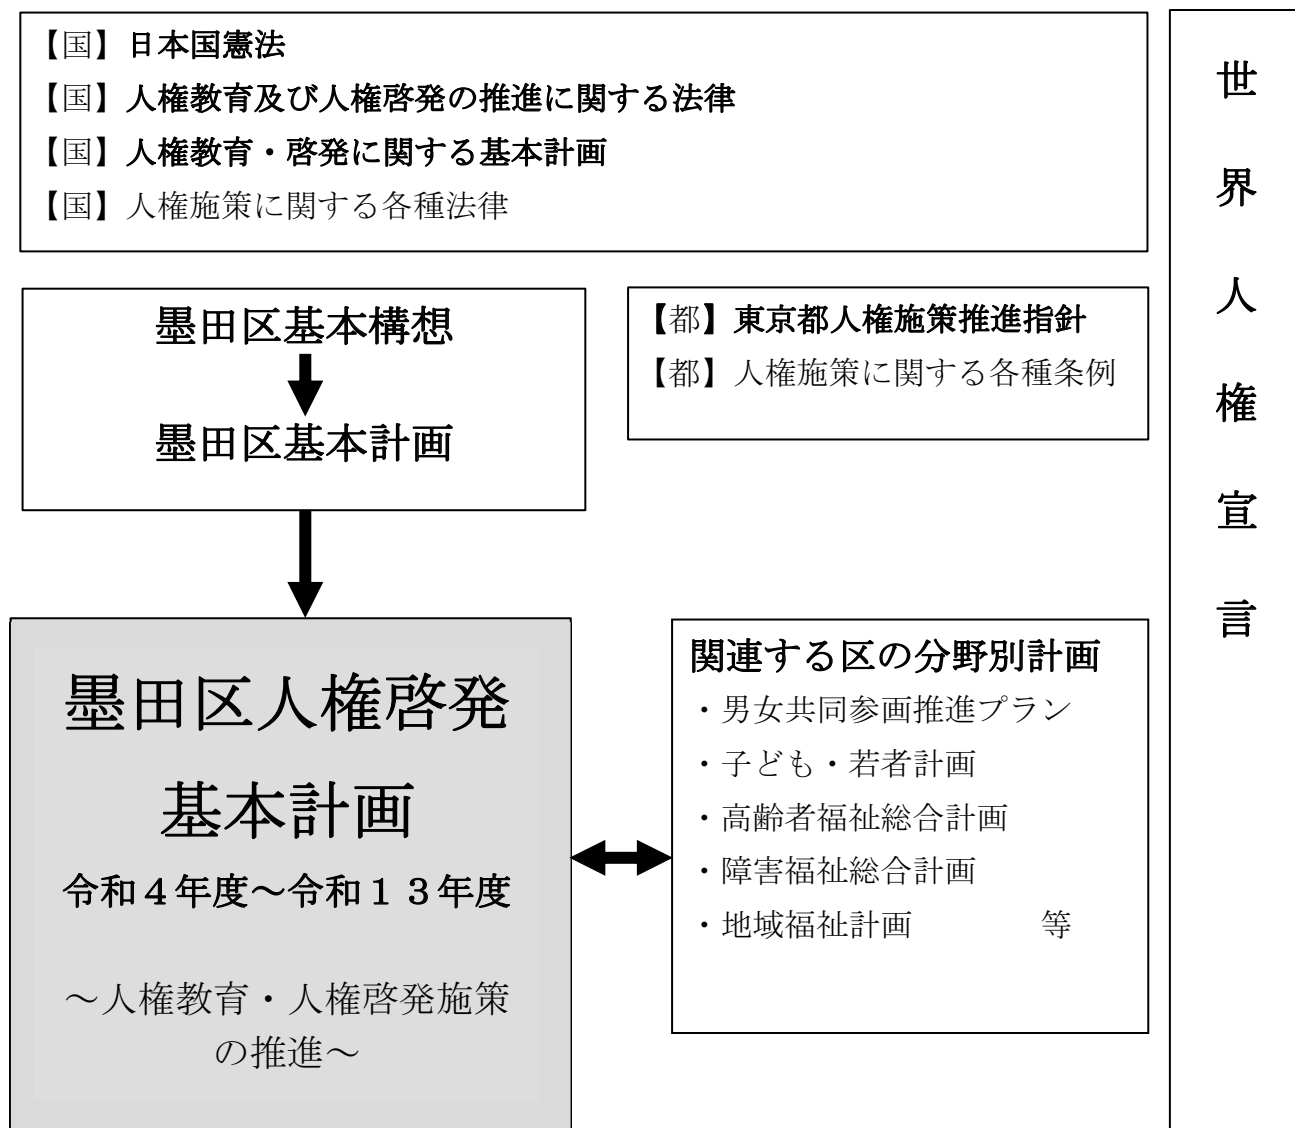 【国】日本国憲法
【国】人権教育及び人権啓発の推進に関する法律
【国】人権教育・啓発に関する基本計画
【国】人権施策に関する各種法律
墨田区基本構想
墨田区基本計画
【都】東京都人権施策推進指針
【都】人権施策に関する各種条例
墨田区人権啓発
基本計画
令和４年度～令和１３年度
～人権教育・人権啓発施策
の推進～
関連する区の分野別計画
・男女共同参画推進プラン
・子ども・若者計画
・高齢者福祉総合計画
・障害福祉総合計画
・地域福祉計画　　　　等
世界人権宣言